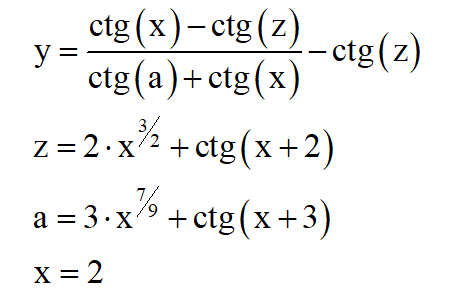 y = (ctg(x) − ctg(z)) / (ctg(a) + ctg(x)) − ctg(z)
z = 2 · x^(3/2) + ctg(x + 2)
a = 3 · x^(7/9) + ctg(x + 3)
x = 2